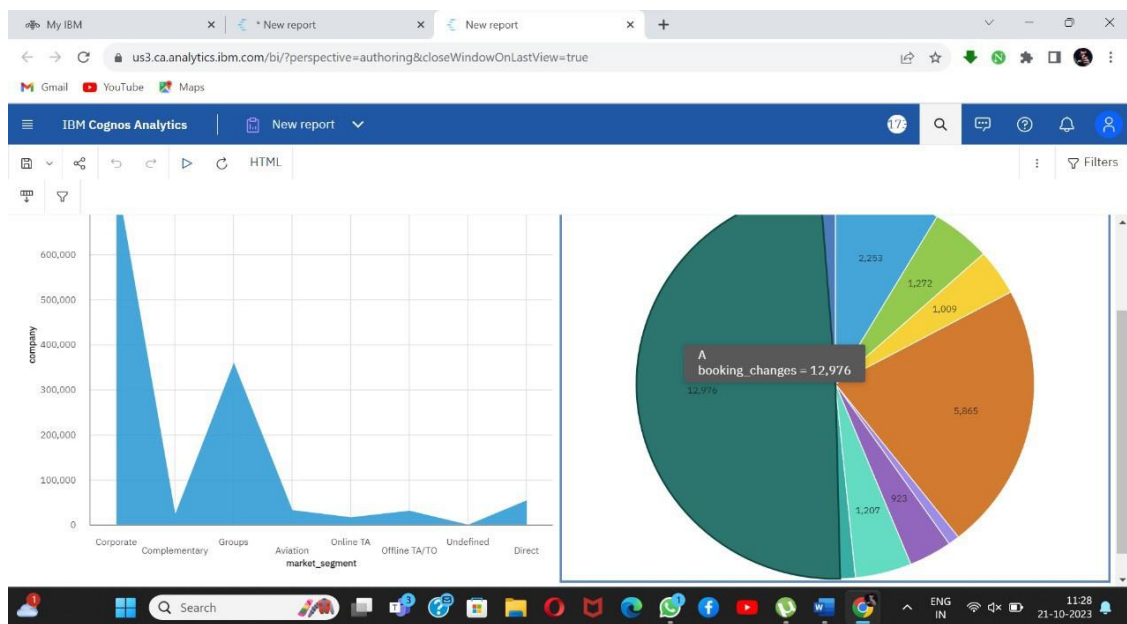 My IBM
* New report
New report
us3.ca.analytics.ibm.com/bi/?perspective=authoring&closeWindowOnLastView=true
Gmail YouTube Maps
IBM Cognos Analytics
New report
HTML
Filters
600,000
500,000
400,000
300,000
200,000
100,000
0
company
Corporate
Complementary
Groups
Aviation
Online TA
Offline TA/TO
Undefined
Direct
market_segment
2,253
1,272
1,009
A
booking_changes = 12,976
12,976
5,865
923
1,207
Search
3
1
ENG
IN
11:28
21-10-2023